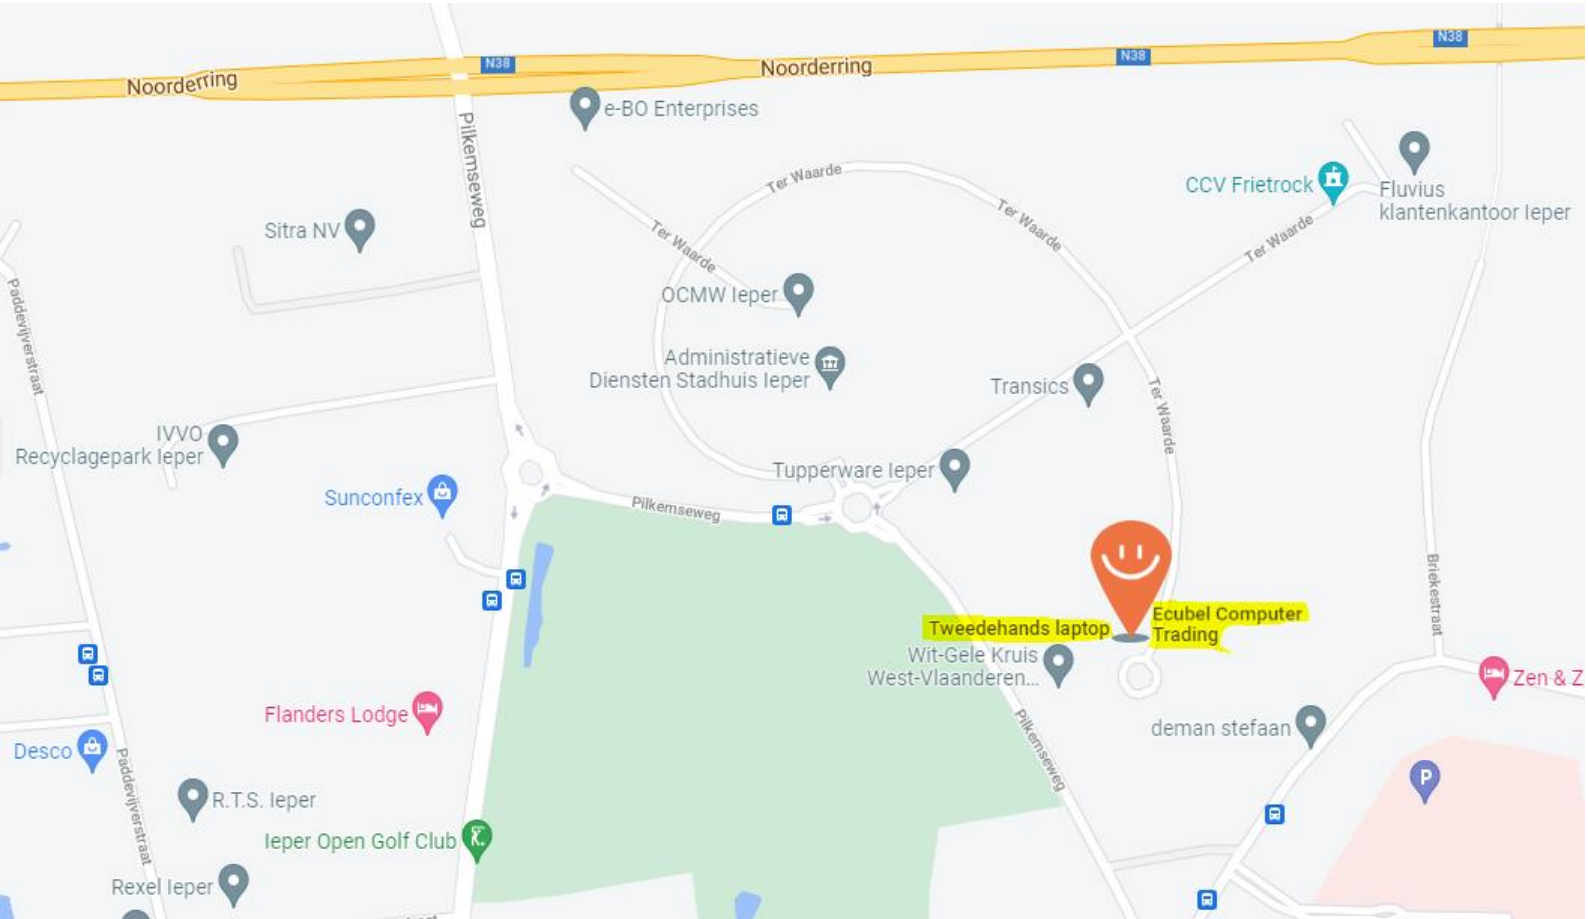 N38
N38
N38
Noorderring
Noorderring
e-BO Enterprises
Pilkemseweg
Ter Waarde
CCV Frietrock
Fluvius
klantenkantoor Ieper
Ter Waarde
Ter Waarde
Ter Waarde
Sitra NV
OCMW Ieper
Paddevijverstraat
Administratieve
Diensten Stadhuis Ieper
Transics
Ter Waarde
IVVO
Recyclagepark Ieper
Tupperware Ieper
Sunconfex
Pilkemseweg
Briekestraat
Tweedehands laptop
Ecubel Computer
Trading
Wit-Gele Kruis
West-Vlaanderen...
Zen & Z
Flanders Lodge
deman stefaan
Pilkemseweg
Desco
Paddevijverstraat
P
R.T.S. Ieper
Ieper Open Golf Club
Rexel Ieper